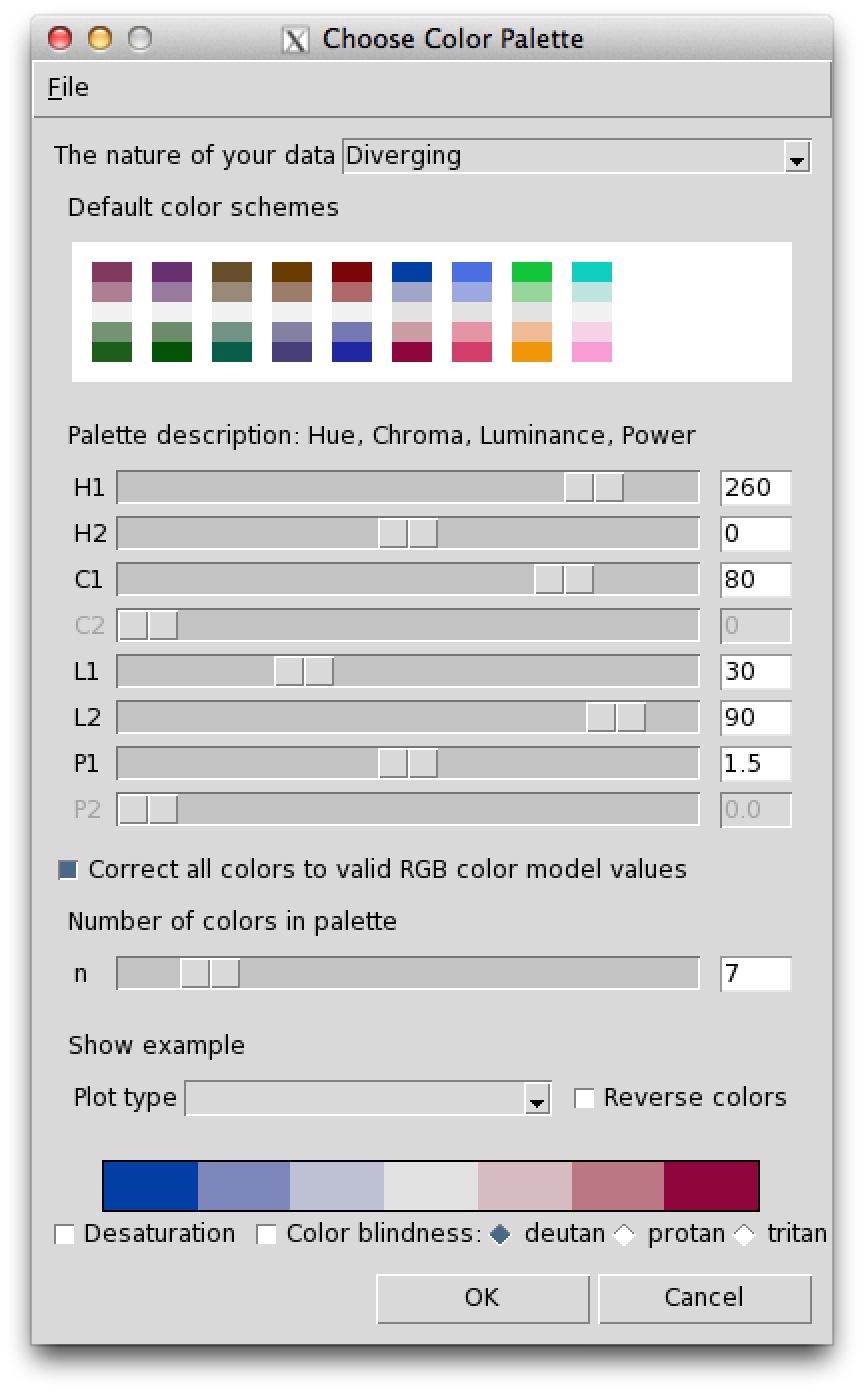 Choose Color Palette
File
The nature of your data Diverging
Default color schemes
Palette description: Hue, Chroma, Luminance, Power
H1 260
H2 0
C1 80
C2 0
L1 30
L2 90
P1 1.5
P2 0.0
Correct all colors to valid RGB color model values
Number of colors in palette
n 7
Show example
Plot type Reverse colors
Desaturation Color blindness: deutan protan tritan
OK Cancel